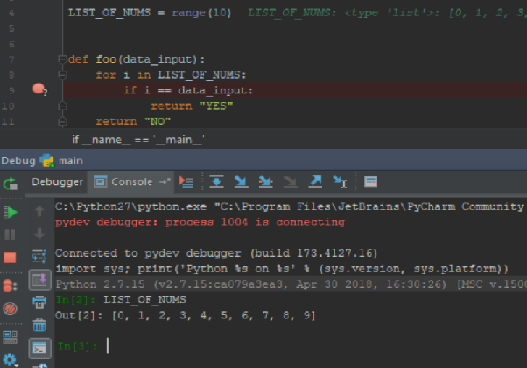 4 LIST_OF_NUMS = range(10) LIST_OF_NUMS: <type 'list'>: [0, 1, 2, 3,
5
6
7 def foo(data_input):
8 for i in LIST_OF_NUMS:
9 if i == data_input:
10 return "YES"
11 return "NO"
if __name__ == '__main__'
Debug main
Debugger Console
C:\Python27\python.exe "C:\Program Files\JetBrains\PyCharm Community
pydev debugger: process 1004 is connecting
Connected to pydev debugger (build 173.4127.16)
import sys; print('Python %s on %s' % (sys.version, sys.platform))
Python 2.7.15 (v2.7.15:ca079a3ea3, Apr 30 2018, 16:30:26) [MSC v.1500
In[2]: LIST_OF_NUMS
Out[2]: [0, 1, 2, 3, 4, 5, 6, 7, 8, 9]
In[3]: